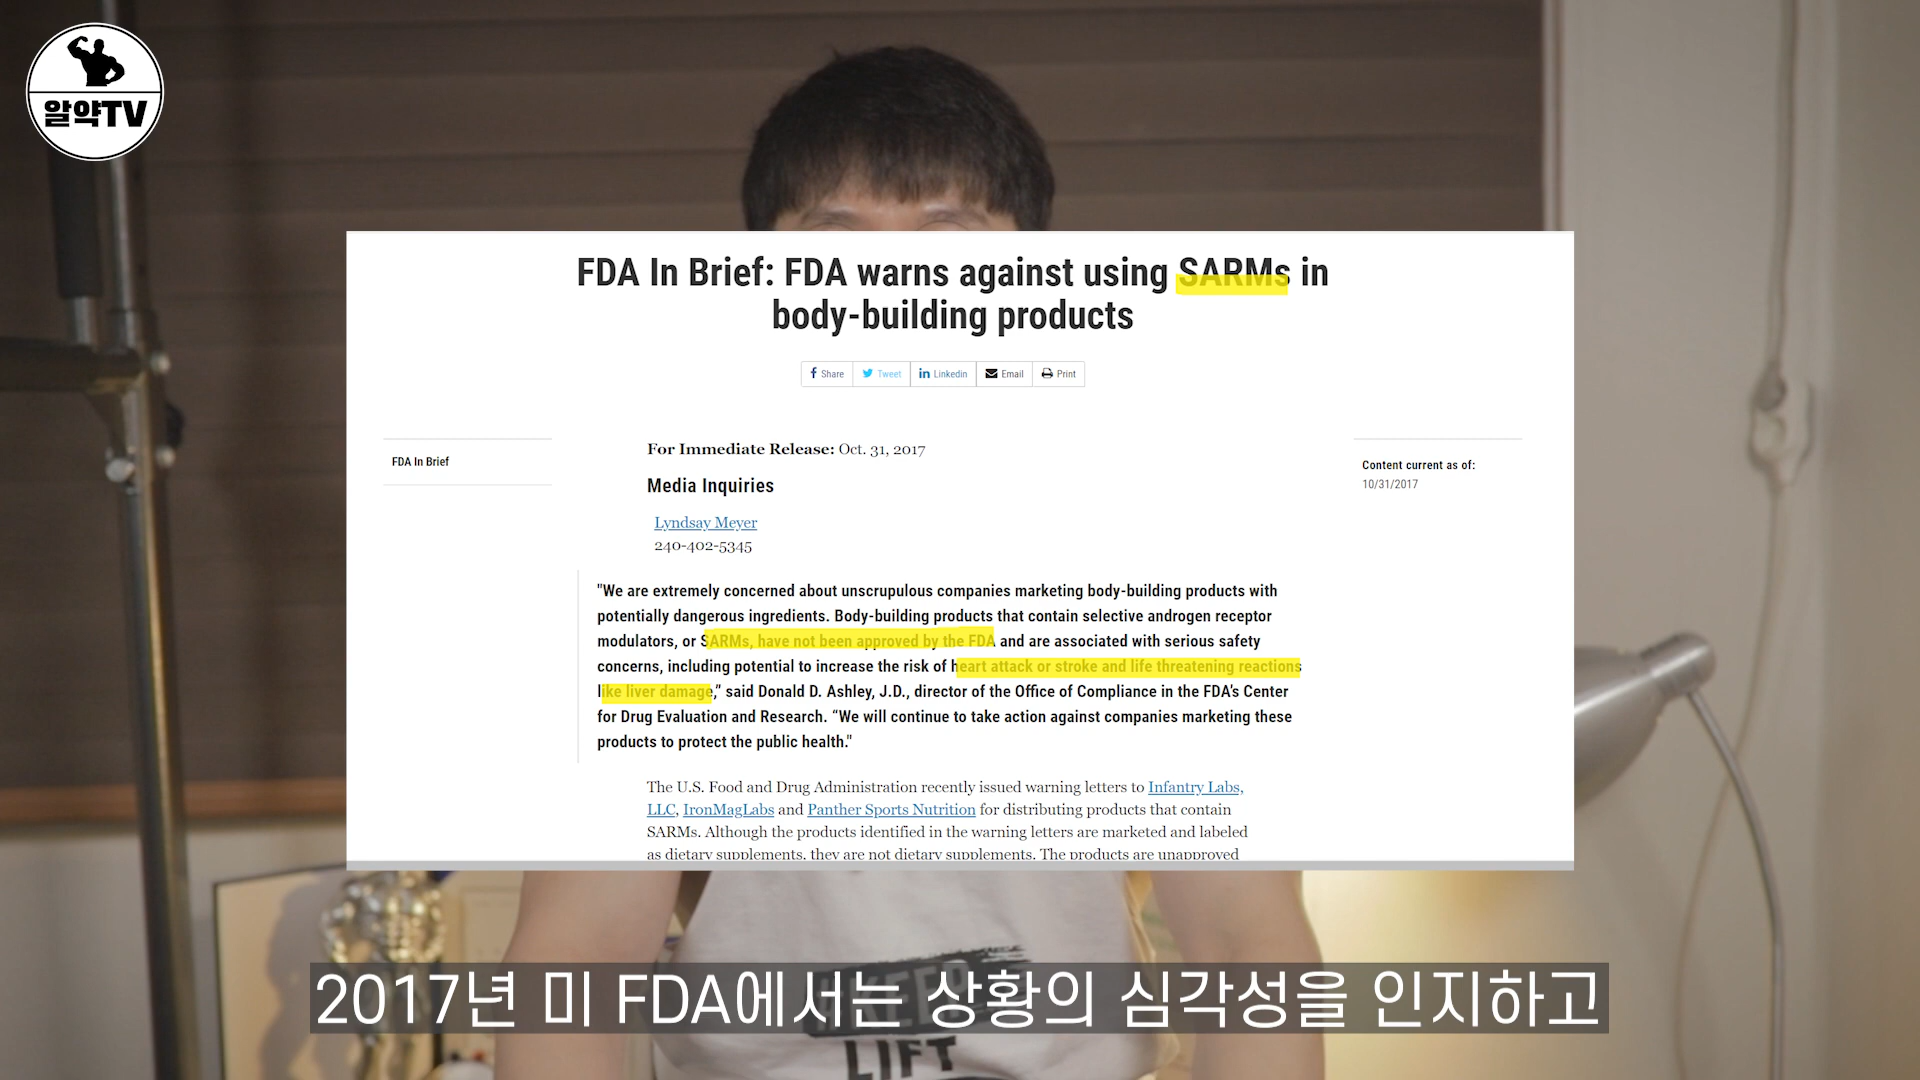 알약TV
FDA In Brief: FDA warns against using SARMs in
body-building products
Share Tweet Linkedin Email Print
FDA In Brief
For Immediate Release: Oct. 31, 2017
Content current as of:
10/31/2017
Media Inquiries
Lyndsay Meyer
240-402-5345
"We are extremely concerned about unscrupulous companies marketing body-building products with
potentially dangerous ingredients. Body-building products that contain selective androgen receptor
modulators, or SARMs, have not been approved by the FDA and are associated with serious safety
concerns, including potential to increase the risk of heart attack or stroke and life threatening reactions
like liver damage,” said Donald D. Ashley, J.D., director of the Office of Compliance in the FDA’s Center
for Drug Evaluation and Research. “We will continue to take action against companies marketing these
products to protect the public health."
The U.S. Food and Drug Administration recently issued warning letters to Infantry Labs,
LLC, IronMagLabs and Panther Sports Nutrition for distributing products that contain
SARMs. Although the products identified in the warning letters are marketed and labeled
as dietary supplements, they are not dietary supplements. The products are unapproved
2017년 미 FDA에서는 상황의 심각성을 인지하고
LIFT